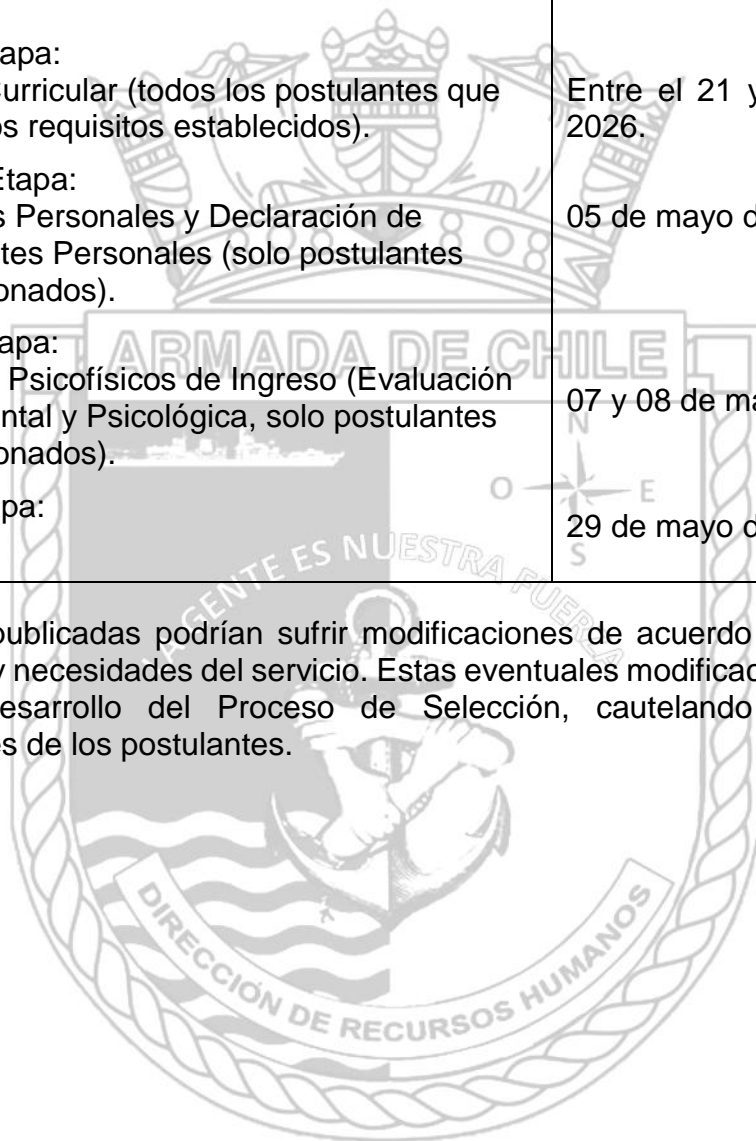 apa:
urricular (todos los postulantes que
os requisitos establecidos).
Entre el 21 y
2026.
Etapa:
s Personales y Declaración de
tes Personales (solo postulantes
onados).
05 de mayo d
apa:
Psicofísicos de Ingreso (Evaluación
ntal y Psicológica, solo postulantes
onados).
07 y 08 de ma
pa:
29 de mayo d
publicadas podrían sufrir modificaciones de acuerdo
y necesidades del servicio. Estas eventuales modificac
esarrollo del Proceso de Selección, cautelando
es de los postulantes.
ARMADA DE CHILE
N
O
E
S
LA GENTE ES NUESTRA FUERZA
DIRECCIÓN DE RECURSOS HUMANOS